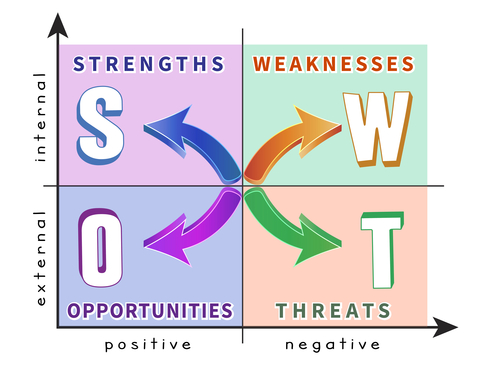 STRENGTHS
WEAKNESSES
S
W
internal
O
T
external
OPPORTUNITIES
THREATS
positive
negative